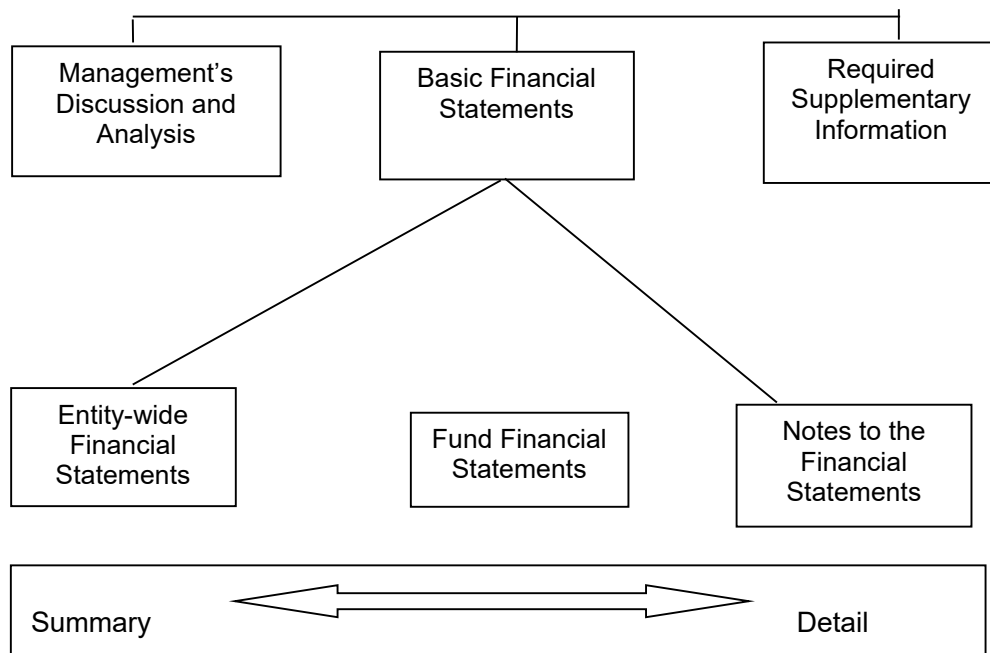 Management’s
Discussion and
Analysis
Basic Financial
Statements
Required
Supplementary
Information
Entity-wide
Financial
Statements
Fund Financial
Statements
Notes to the
Financial
Statements
Summary
Detail